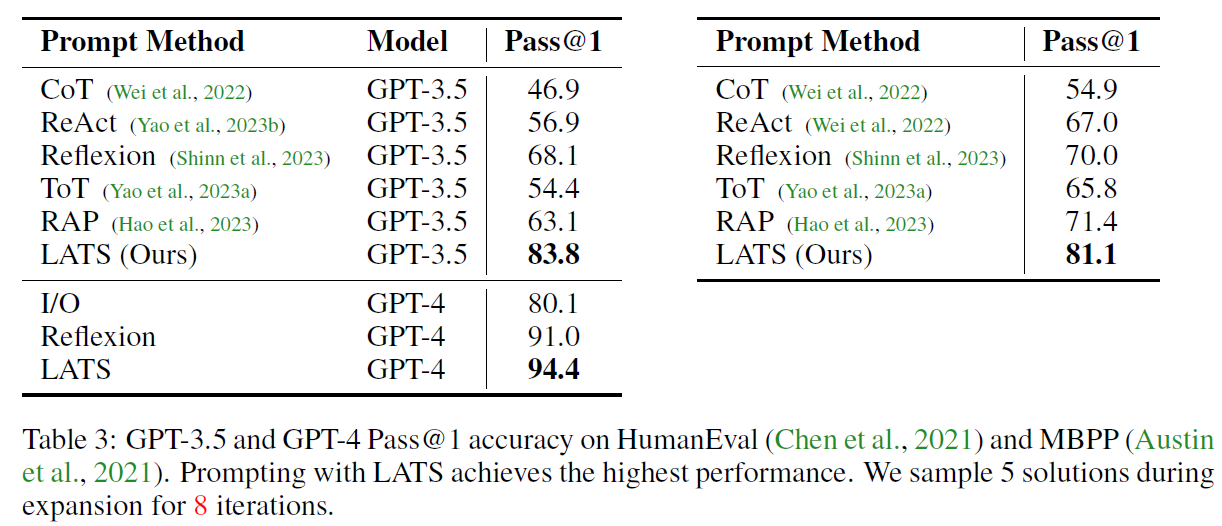 Prompt Method Model Pass@1
CoT (Wei et al., 2022) GPT-3.5 46.9
ReAct (Yao et al., 2023b) GPT-3.5 56.9
Reflexion (Shinn et al., 2023) GPT-3.5 68.1
ToT (Yao et al., 2023a) GPT-3.5 54.4
RAP (Hao et al., 2023) GPT-3.5 63.1
LATS (Ours) GPT-3.5 83.8
I/O GPT-4 80.1
Reflexion GPT-4 91.0
LATS GPT-4 94.4
Prompt Method Pass@1
CoT (Wei et al., 2022) 54.9
ReAct (Wei et al., 2022) 67.0
Reflexion (Shinn et al., 2023) 70.0
ToT (Yao et al., 2023a) 65.8
RAP (Hao et al., 2023) 71.4
LATS (Ours) 81.1
Table 3: GPT-3.5 and GPT-4 Pass@1 accuracy on HumanEval (Chen et al., 2021) and MBPP (Austin
et al., 2021). Prompting with LATS achieves the highest performance. We sample 5 solutions during
expansion for 8 iterations.